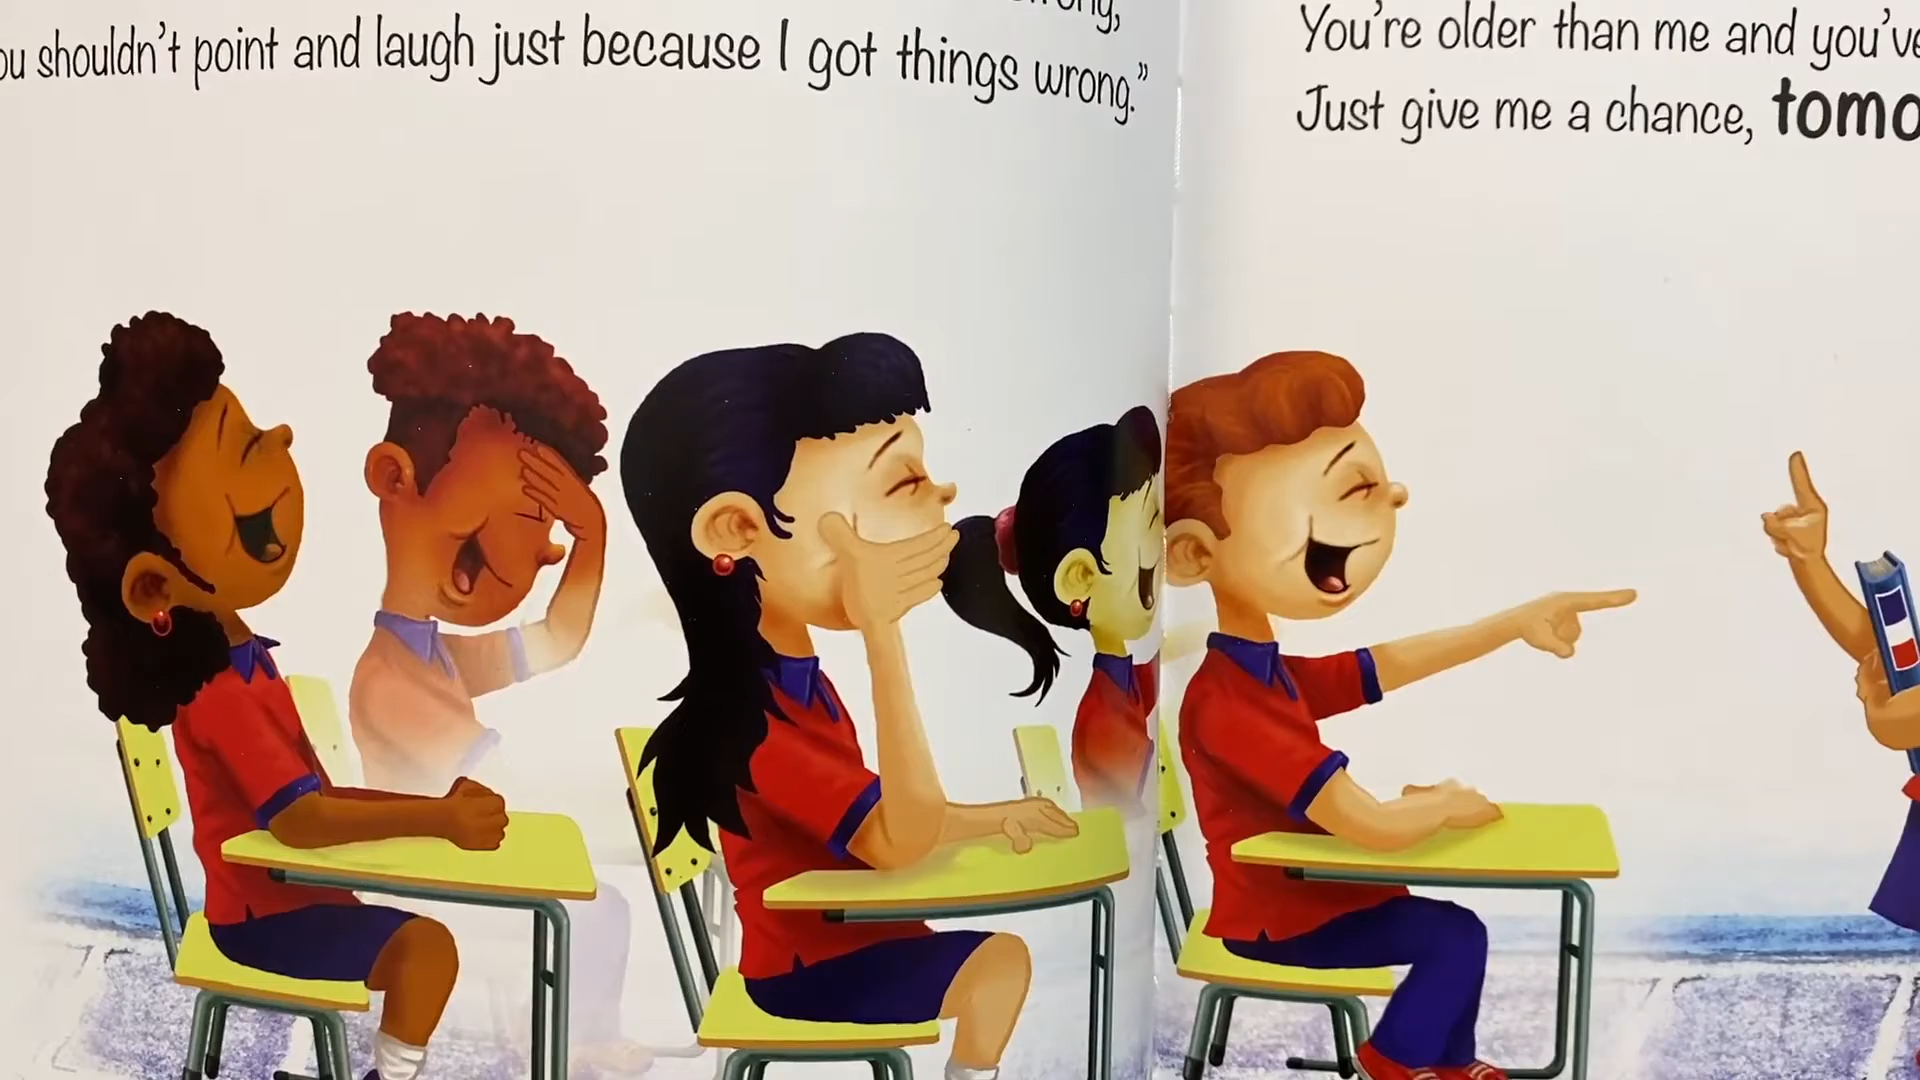 shouldn't point and laugh just because I got things wrong."
You're older than me and you've
Just give me a chance,